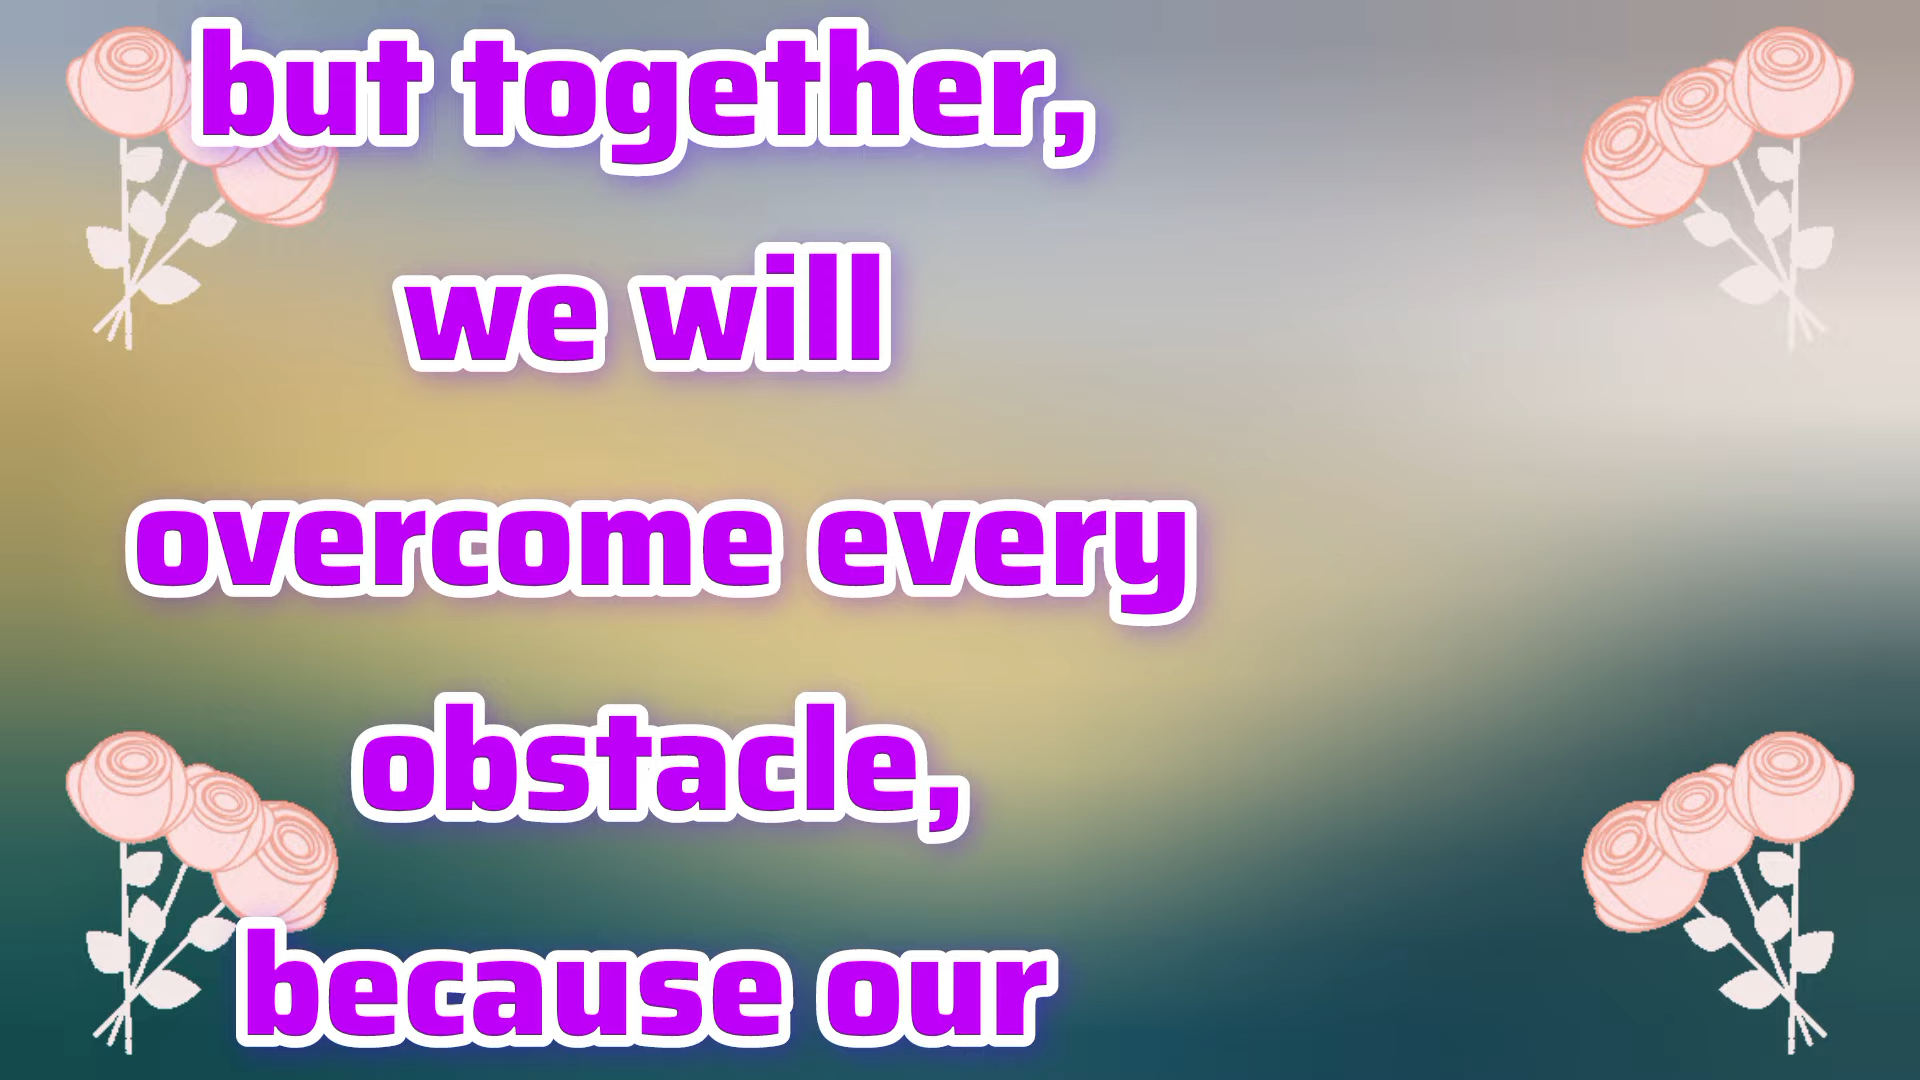 but together,
we will
overcome every
obstacle,
because our